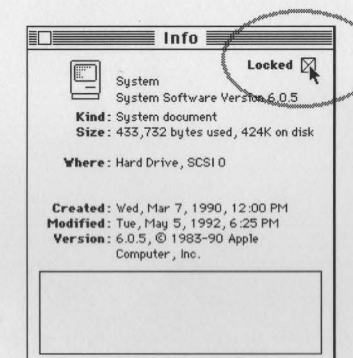 Info
Locked
System
System Software Version 6.0.5
Kind: System document
Size: 433,732 bytes used, 424K on disk
Where: Hard Drive, SCSI 0
Created: Wed, Mar 7, 1990, 12:00 PM
Modified: Tue, May 5, 1992, 6:25 PM
Version: 6.0.5, © 1983-90 Apple
Computer, Inc.